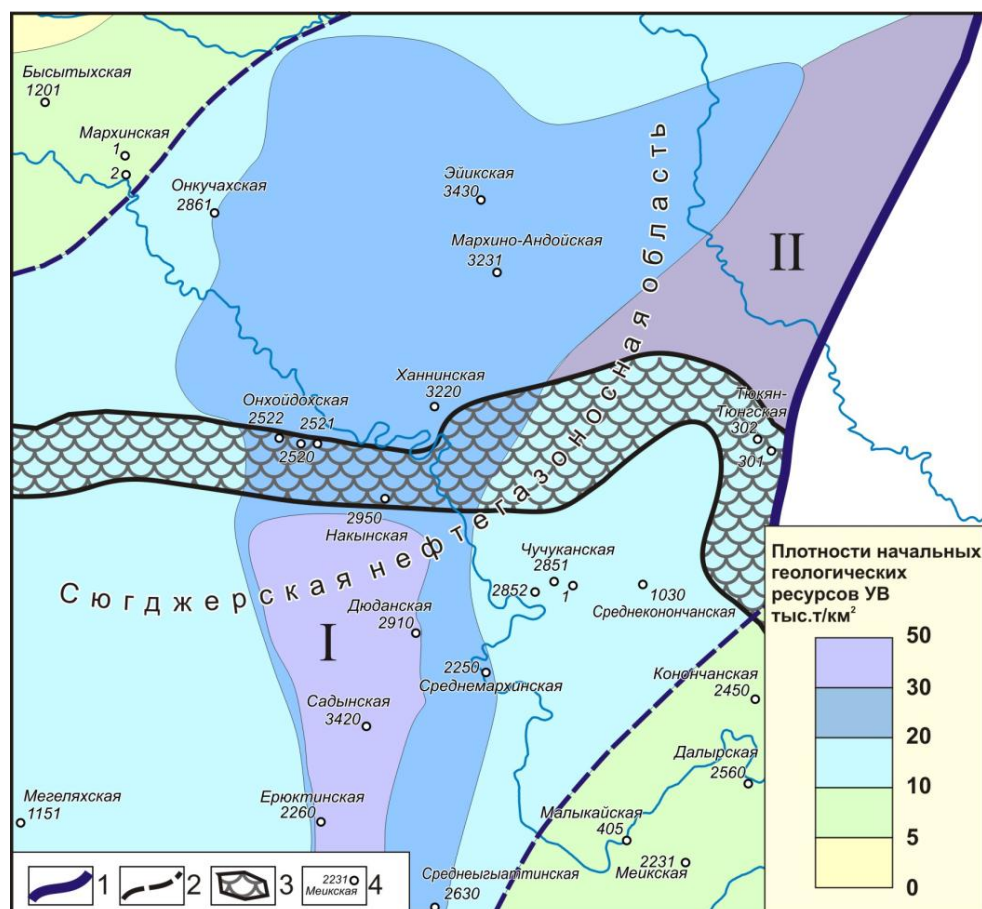 Бысытыхская
1201
Мархинская
1
2
Онкучахская
2861
Эйикская
3430
Мархино-Андойская
3231
II
Ханнинская
3220
Онхойдохская
2522
2521
2520
Тюкян-
Тюнгская
302
301
2950
Накынская
Сюгджерская нефтегазоносная область
Чучуканская
2851
2852
1
1030
Среднеконончанская
Дюданская
2910
I
2250
Среднемархинская
Садынская
3420
Конончанская
2450
Далырская
2560
Мегеляхская
1151
Ерюктинская
2260
Малыкайская
405
2231
Мейкская
Среднеыгыаттинская
2630
Плотности начальных
геологических
ресурсов УВ
тыс.т/км²
50
30
20
10
5
0
1
2
3
2231
Меикская
4